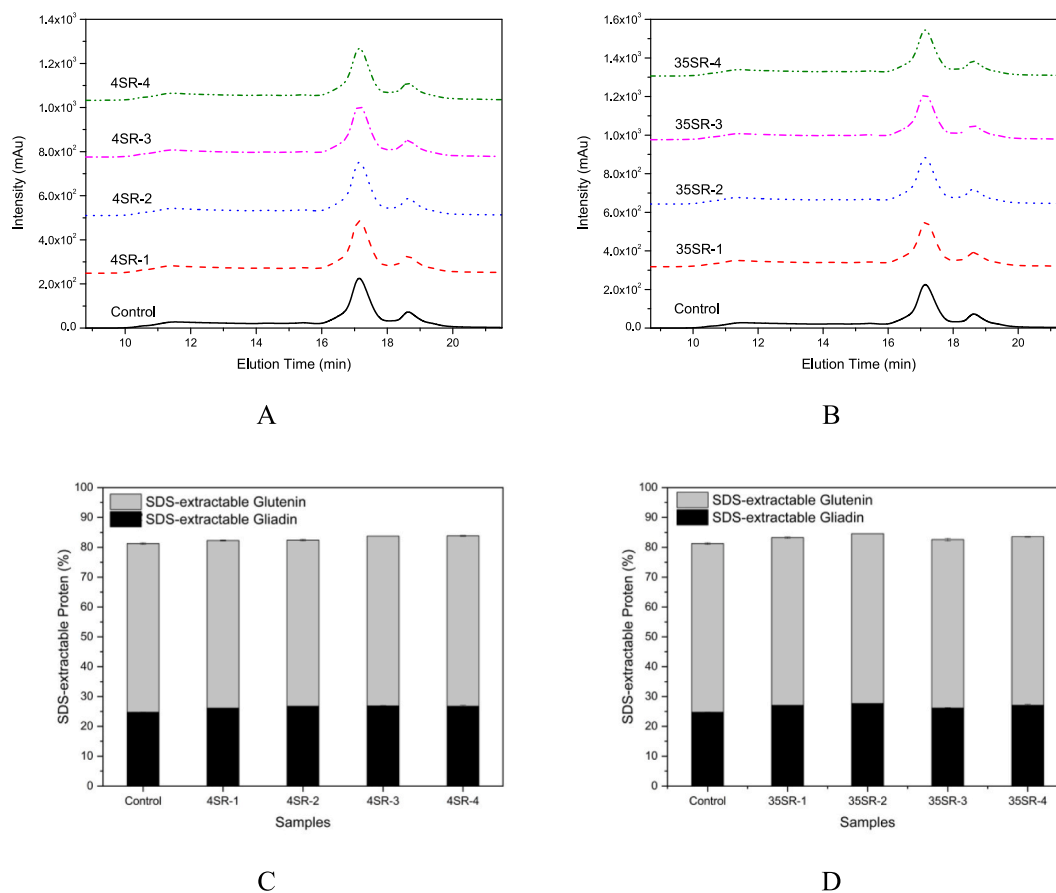 1.4x10³
1.2x10³
1.0x10³
8.0x10²
6.0x10²
4.0x10²
2.0x10²
0.0
Intensity (mAu)
4SR-4
4SR-3
4SR-2
4SR-1
Control
10 12 14 16 18 20
Elution Time (min)
A
1.6x10³
1.4x10³
1.2x10³
1.0x10³
8.0x10²
6.0x10²
4.0x10²
2.0x10²
0.0
Intensity (mAu)
35SR-4
35SR-3
35SR-2
35SR-1
Control
10 12 14 16 18 20
Elution Time (min)
B
100
90
80
70
60
50
40
30
20
10
0
SDS-extractable Proten (%)
SDS-extractable Glutenin
SDS-extractable Gliadin
Control 4SR-1 4SR-2 4SR-3 4SR-4
Samples
C
100
90
80
70
60
50
40
30
20
10
0
SDS-extractable Proten (%)
SDS-extractable Glutenin
SDS-extractable Gliadin
Control 35SR-1 35SR-2 35SR-3 35SR-4
Samples
D